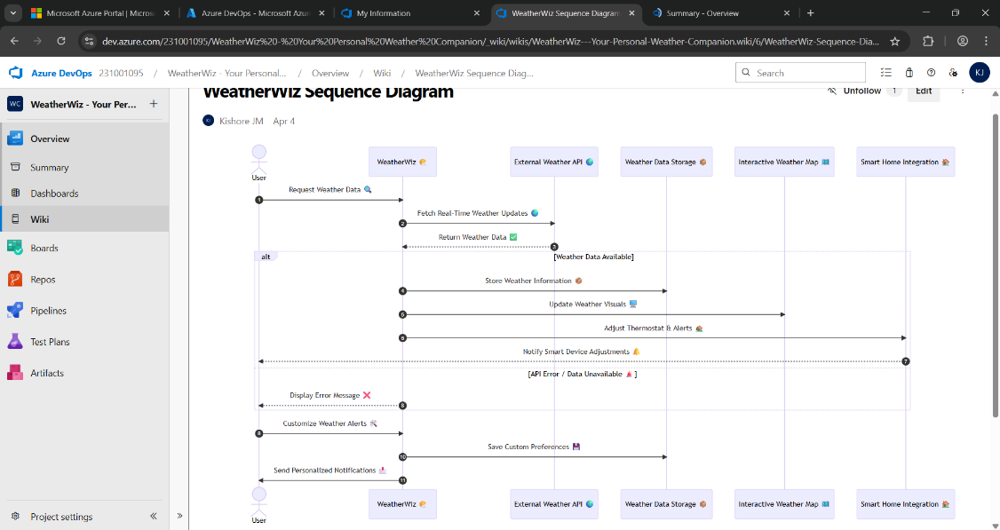 Microsoft Azure Portal | Micros
Azure DevOps - Microsoft Azur
My Information
WeatherWiz Sequence Diagram
Summary - Overview
dev.azure.com/231001095/WeatherWiz%20-%20Your%20Personal%20Weather%20Companion/_wiki/wikis/WeatherWiz---Your-Personal-Weather-Companion.wiki/6/WeatherWiz-Sequence-Dia...
Azure DevOps 231001095 / WeatherWiz - Your Personal... / Overview / Wiki / WeatherWiz Sequence Diag...
Search
KJ
WC WeatherWiz - Your Per...
Overview
Summary
Dashboards
Wiki
Boards
Repos
Pipelines
Test Plans
Artifacts
Project settings
WeatherWiz Sequence Diagram
Unfollow 1 Edit
KJ Kishore JM Apr 4
User
WeatherWiz 🌤️
External Weather API 🌎
Weather Data Storage 📦
Interactive Weather Map 🗺️
Smart Home Integration 🏠
Request Weather Data 🔍
1
Fetch Real-Time Weather Updates 🌎
2
Return Weather Data ✅
3
alt
[Weather Data Available]
Store Weather Information 📦
4
Update Weather Visuals 🖥️
5
Adjust Thermostat & Alerts 🏠
6
Notify Smart Device Adjustments 🔔
7
[API Error / Data Unavailable 🚨 ]
Display Error Message ❌
8
Customize Weather Alerts 🛠️
9
Save Custom Preferences 💾
10
Send Personalized Notifications 📩
11
User
WeatherWiz 🌤️
External Weather API 🌎
Weather Data Storage 📦
Interactive Weather Map 🗺️
Smart Home Integration 🏠